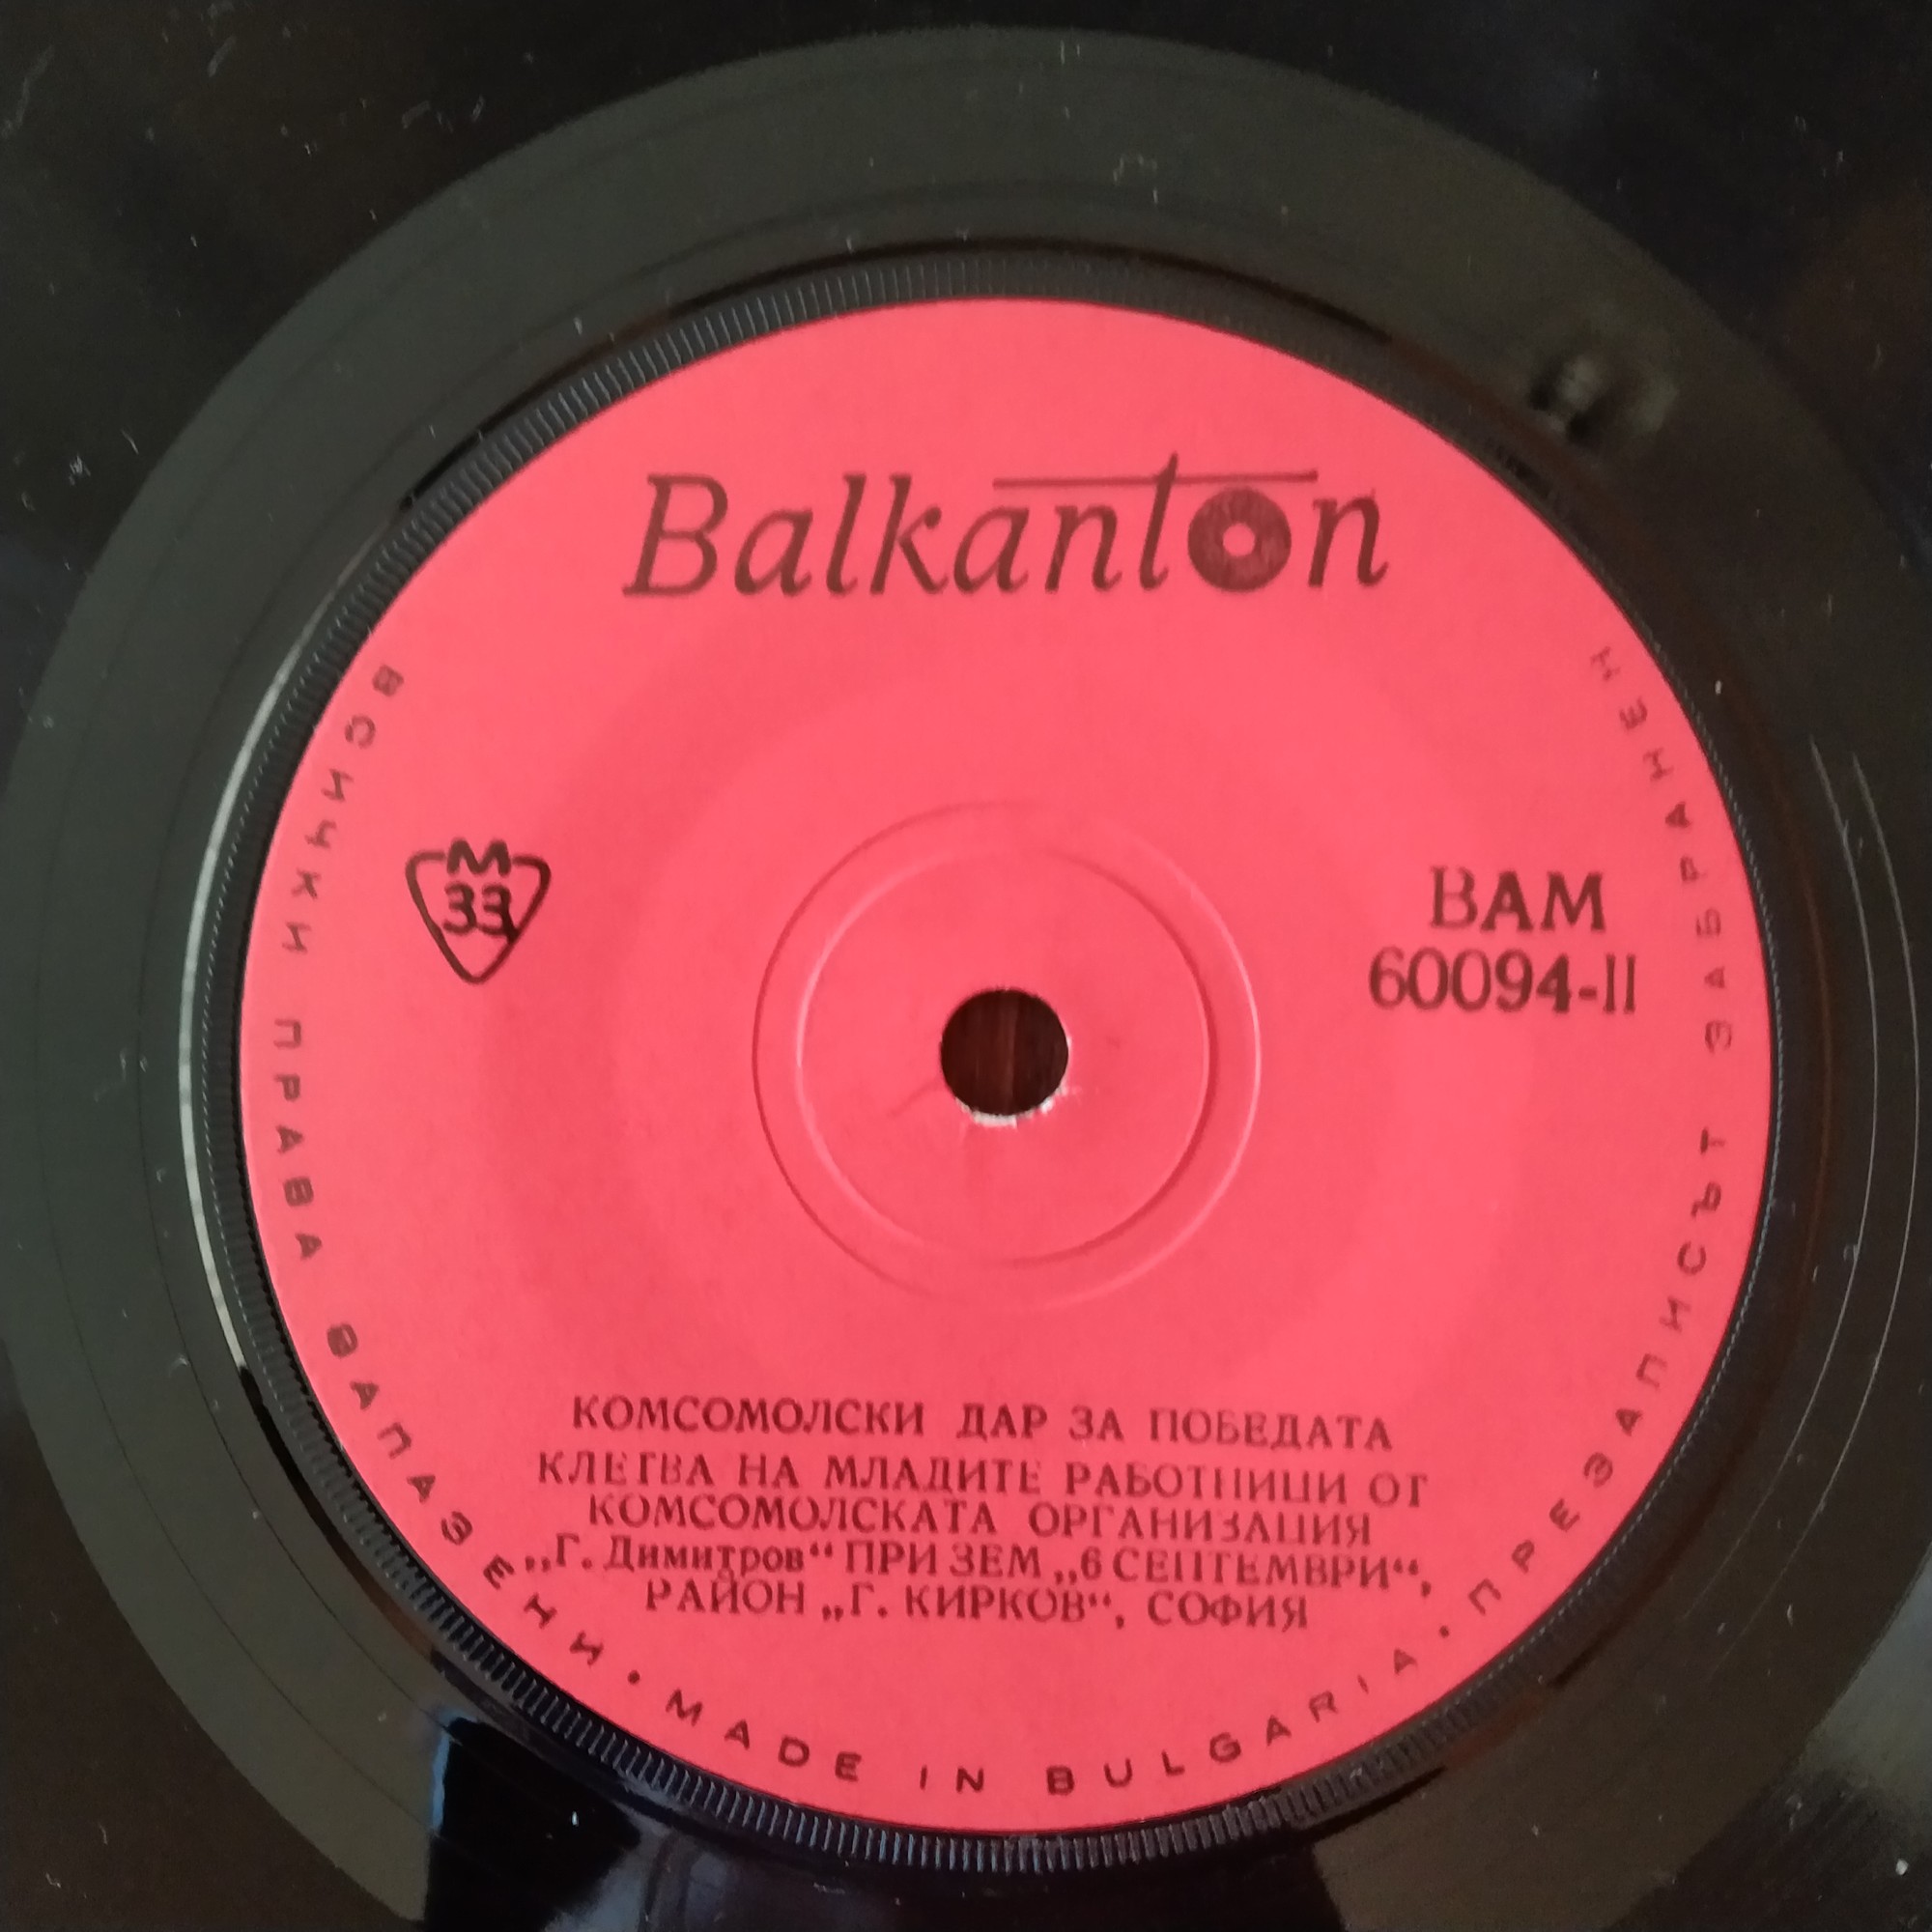 Balkanton
М
33
ВАМ
60094-II
КОМСОМОЛСКИ ДАР ЗА ПОБЕДАТА
КЛЕТВА НА МЛАДИТЕ РАБОТНИЦИ ОТ
КОМСОМОЛСКАТА ОРГАНИЗАЦИЯ
„Г. Димитров“ ПРИ ЗЕМ „6 СЕПТЕМВРИ“,
РАЙОН „Г. КИРКОВ“, СОФИЯ
ВСИЧКИ ПРАВА ЗАПАЗЕНИ • MADE IN BULGARIA • ПРЕЗАПИСЪТ ЗАБРАНЕН